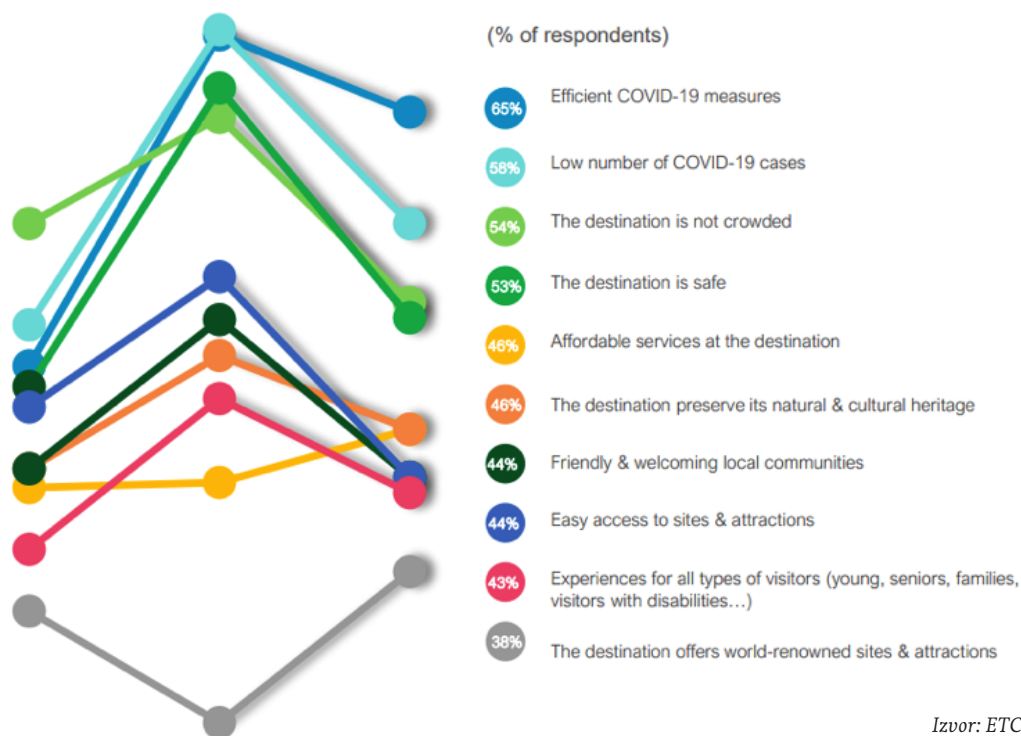 (% of respondents)
65% Efficient COVID-19 measures
58% Low number of COVID-19 cases
54% The destination is not crowded
53% The destination is safe
46% Affordable services at the destination
46% The destination preserve its natural & cultural heritage
44% Friendly & welcoming local communities
44% Easy access to sites & attractions
43% Experiences for all types of visitors (young, seniors, families,
visitors with disabilities...)
38% The destination offers world-renowned sites & attractions
Izvor: ETC